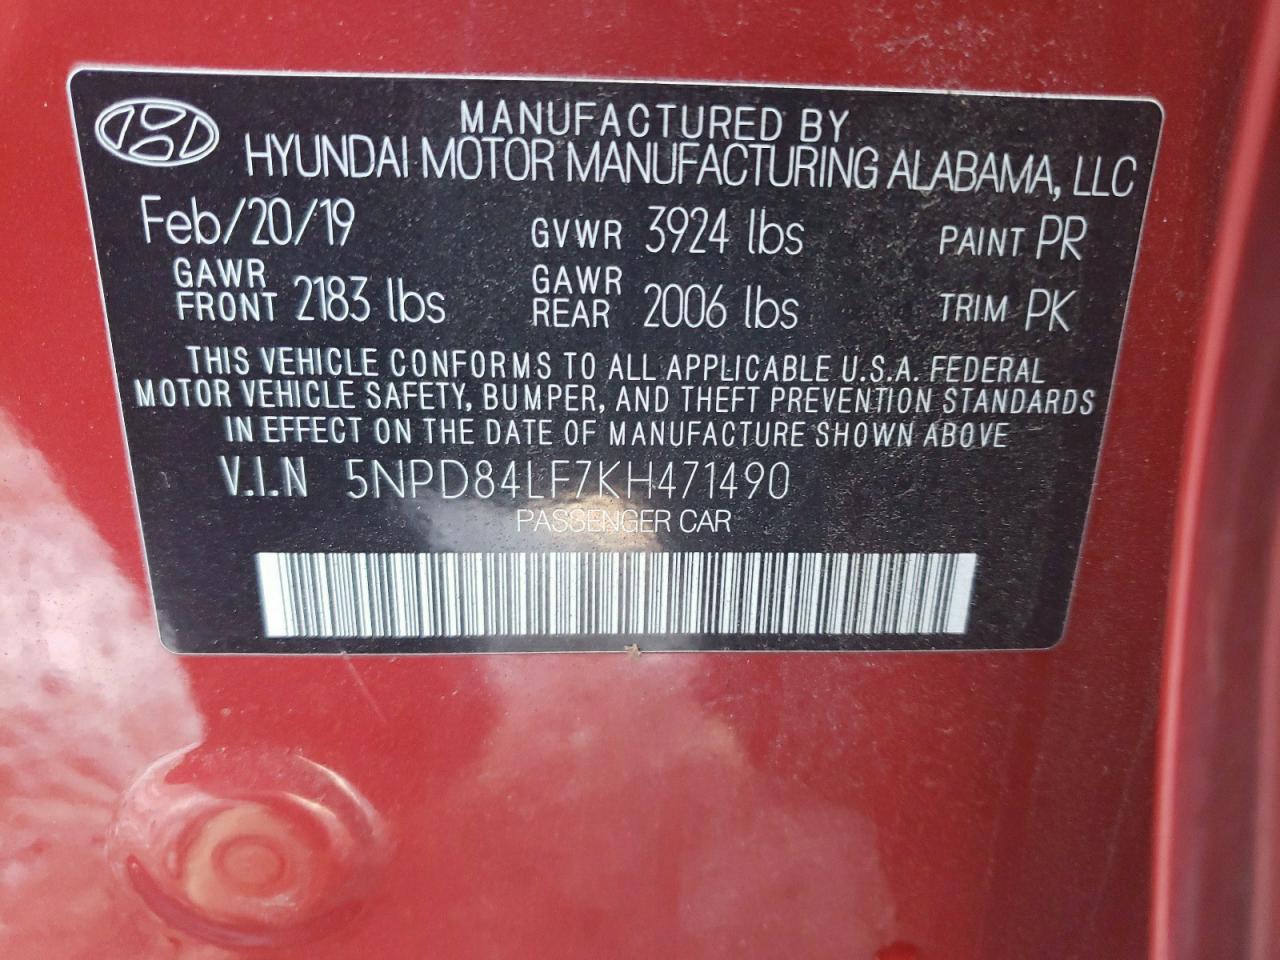 MANUFACTURED BY
HYUNDAI MOTOR MANUFACTURING ALABAMA, LLC
Feb/20/19 GVWR 3924 lbs PAINT PR
GAWR FRONT 2183 lbs GAWR REAR 2006 lbs TRIM PK
THIS VEHICLE CONFORMS TO ALL APPLICABLE U.S.A. FEDERAL
MOTOR VEHICLE SAFETY, BUMPER, AND THEFT PREVENTION STANDARDS
IN EFFECT ON THE DATE OF MANUFACTURE SHOWN ABOVE
V.I.N 5NPD84LF7KH471490
PASSENGER CAR